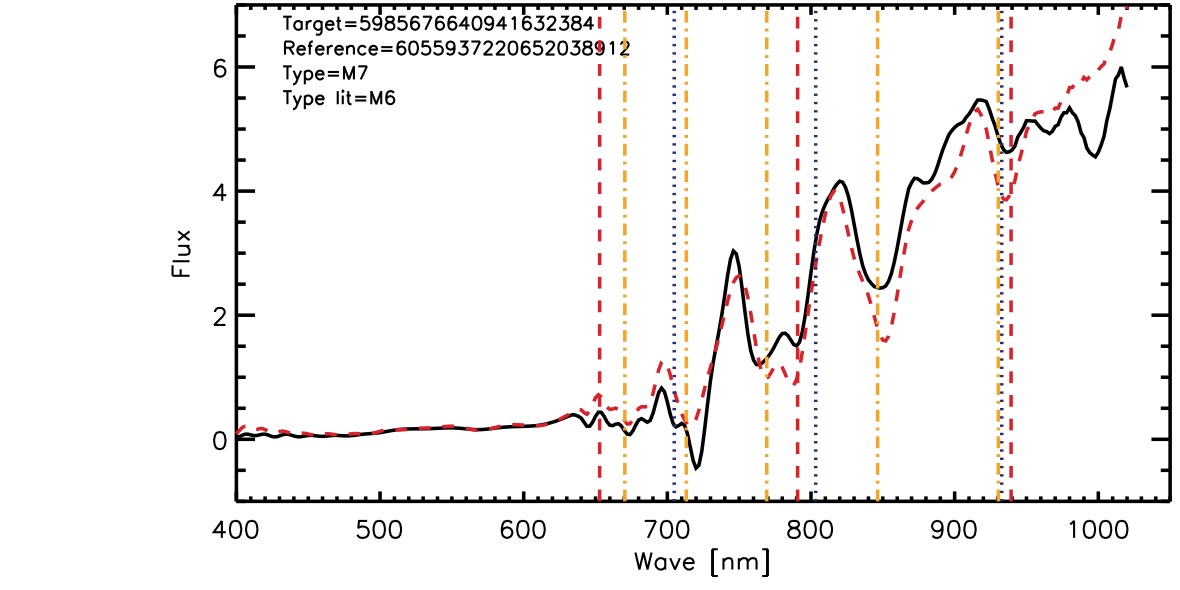 Target=5985676640941632384
Reference=6055937220652038912
Type=M7
Type lit=M6
6
4
2
0
Flux
400 500 600 700 800 900 1000
Wave [nm]